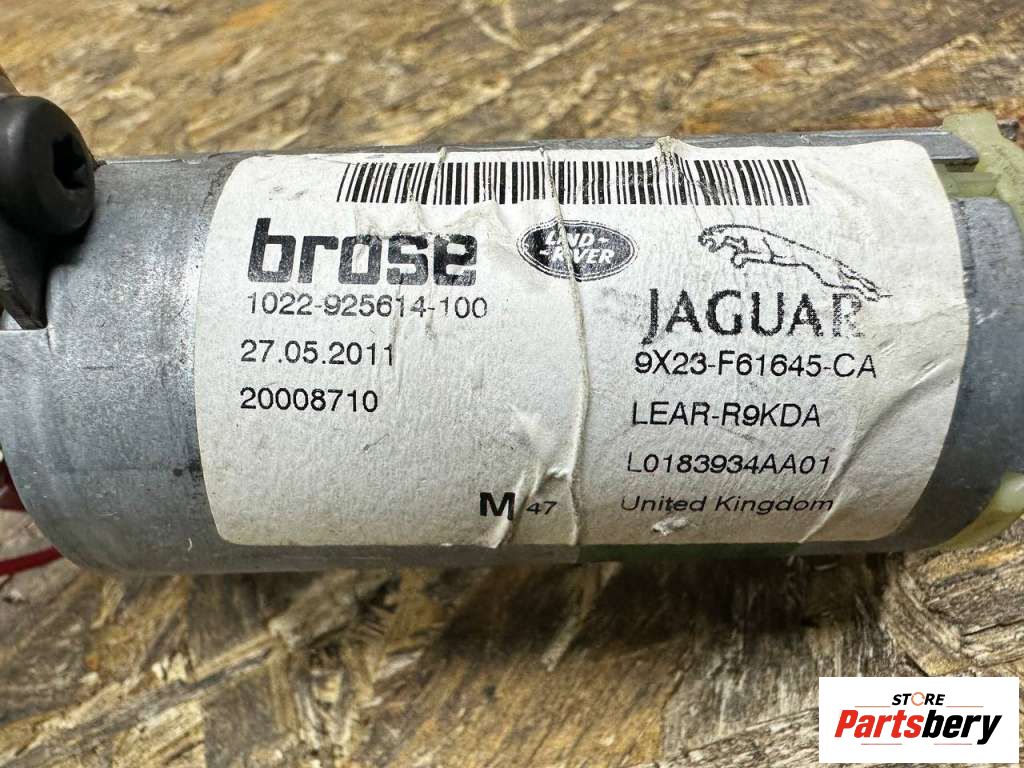 brose
LAND-
-ROVER
1022-925614-100
JAGUAR
27.05.2011
9X23-F61645-CA
20008710
LEAR-R9KDA
L0183934AA01
M 47
United Kingdom
STORE
Partsbery